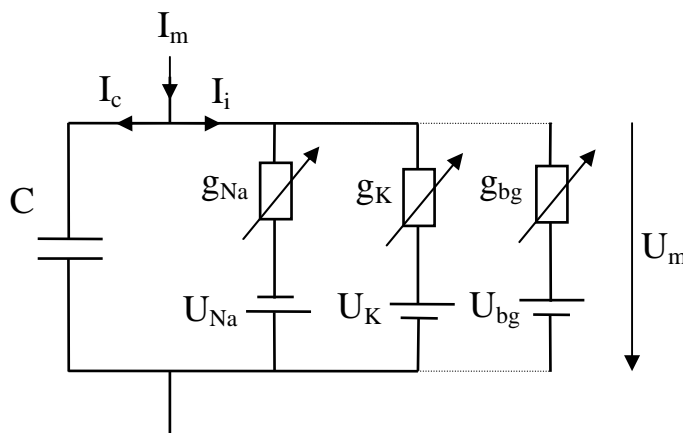 I_m
I_c I_i
g_Na g_K g_bg
C
U_m
U_Na U_K U_bg